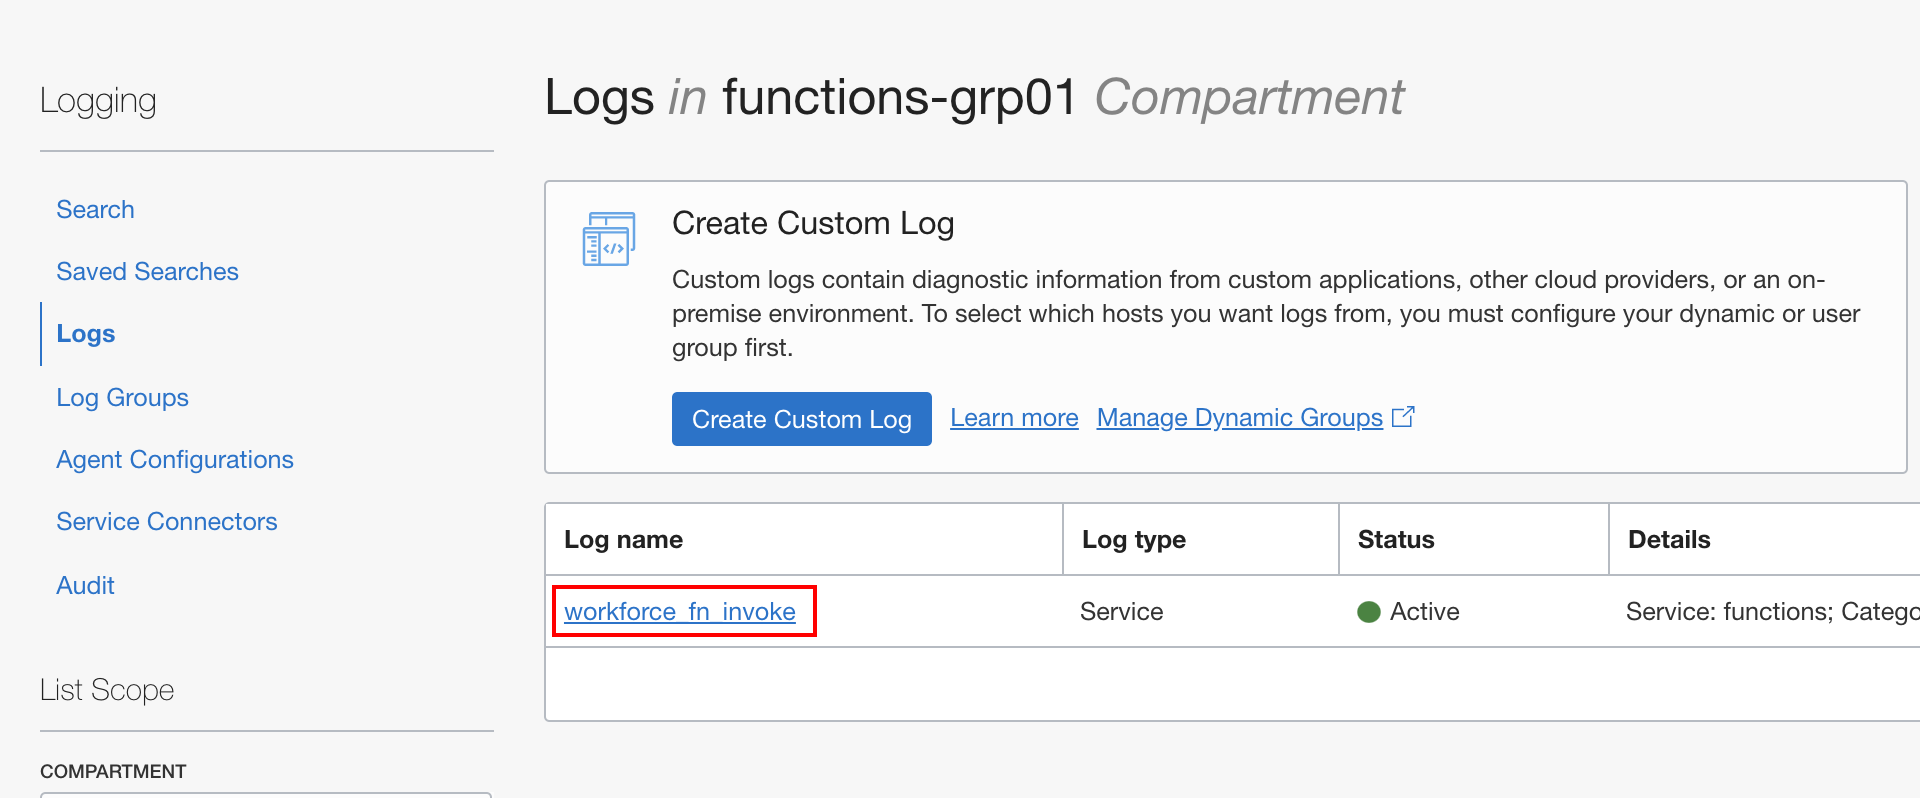 Logging
Search
Saved Searches
Logs
Log Groups
Agent Configurations
Service Connectors
Audit
List Scope
COMPARTMENT
Logs in functions-grp01 Compartment
Create Custom Log
Custom logs contain diagnostic information from custom applications, other cloud providers, or an on-
premise environment. To select which hosts you want logs from, you must configure your dynamic or user
group first.
Create Custom Log Learn more Manage Dynamic Groups
Log name Log type Status Details
workforce_fn_invoke Service Active Service: functions; Catego